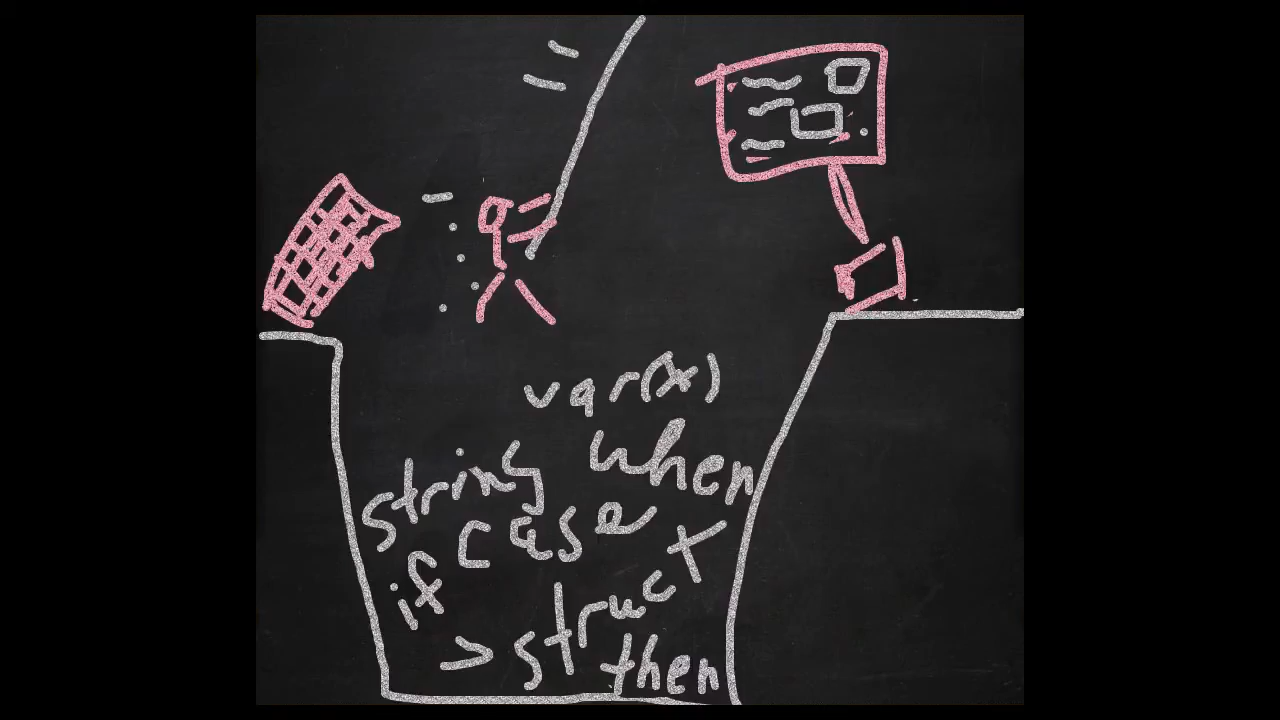 var(x)
string when
if case
> struct
then